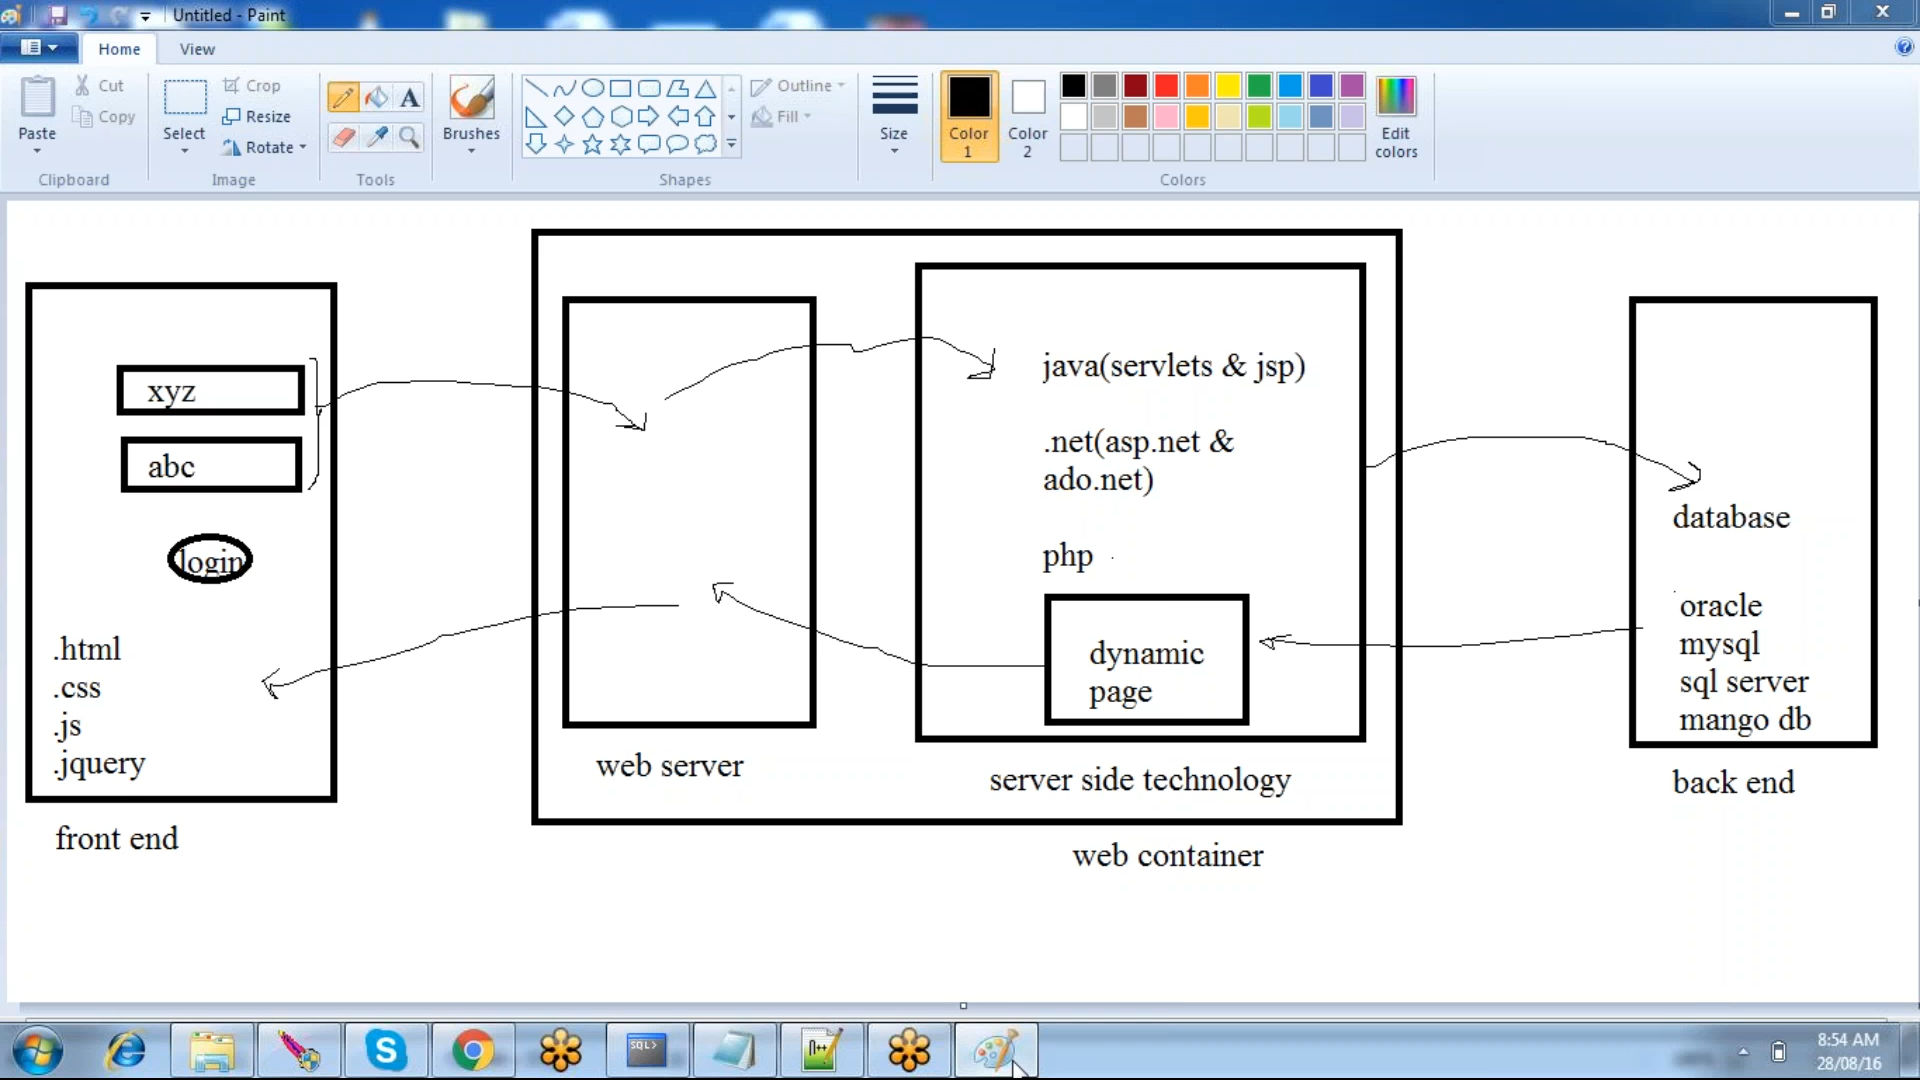 Untitled - Paint
Home
View
Paste
Cut
Copy
Clipboard
Select
Crop
Resize
Rotate
Image
A
Tools
Brushes
Shapes
Outline
Fill
Size
Color 1
Color 2
Edit colors
Colors
xyz
abc
login
.html
.css
.js
.jquery
front end
web server
java(servlets & jsp)
.net(asp.net &
ado.net)
php
dynamic
page
server side technology
web container
database
oracle
mysql
sql server
mango db
back end
SQL>
8:54 AM
28/08/16